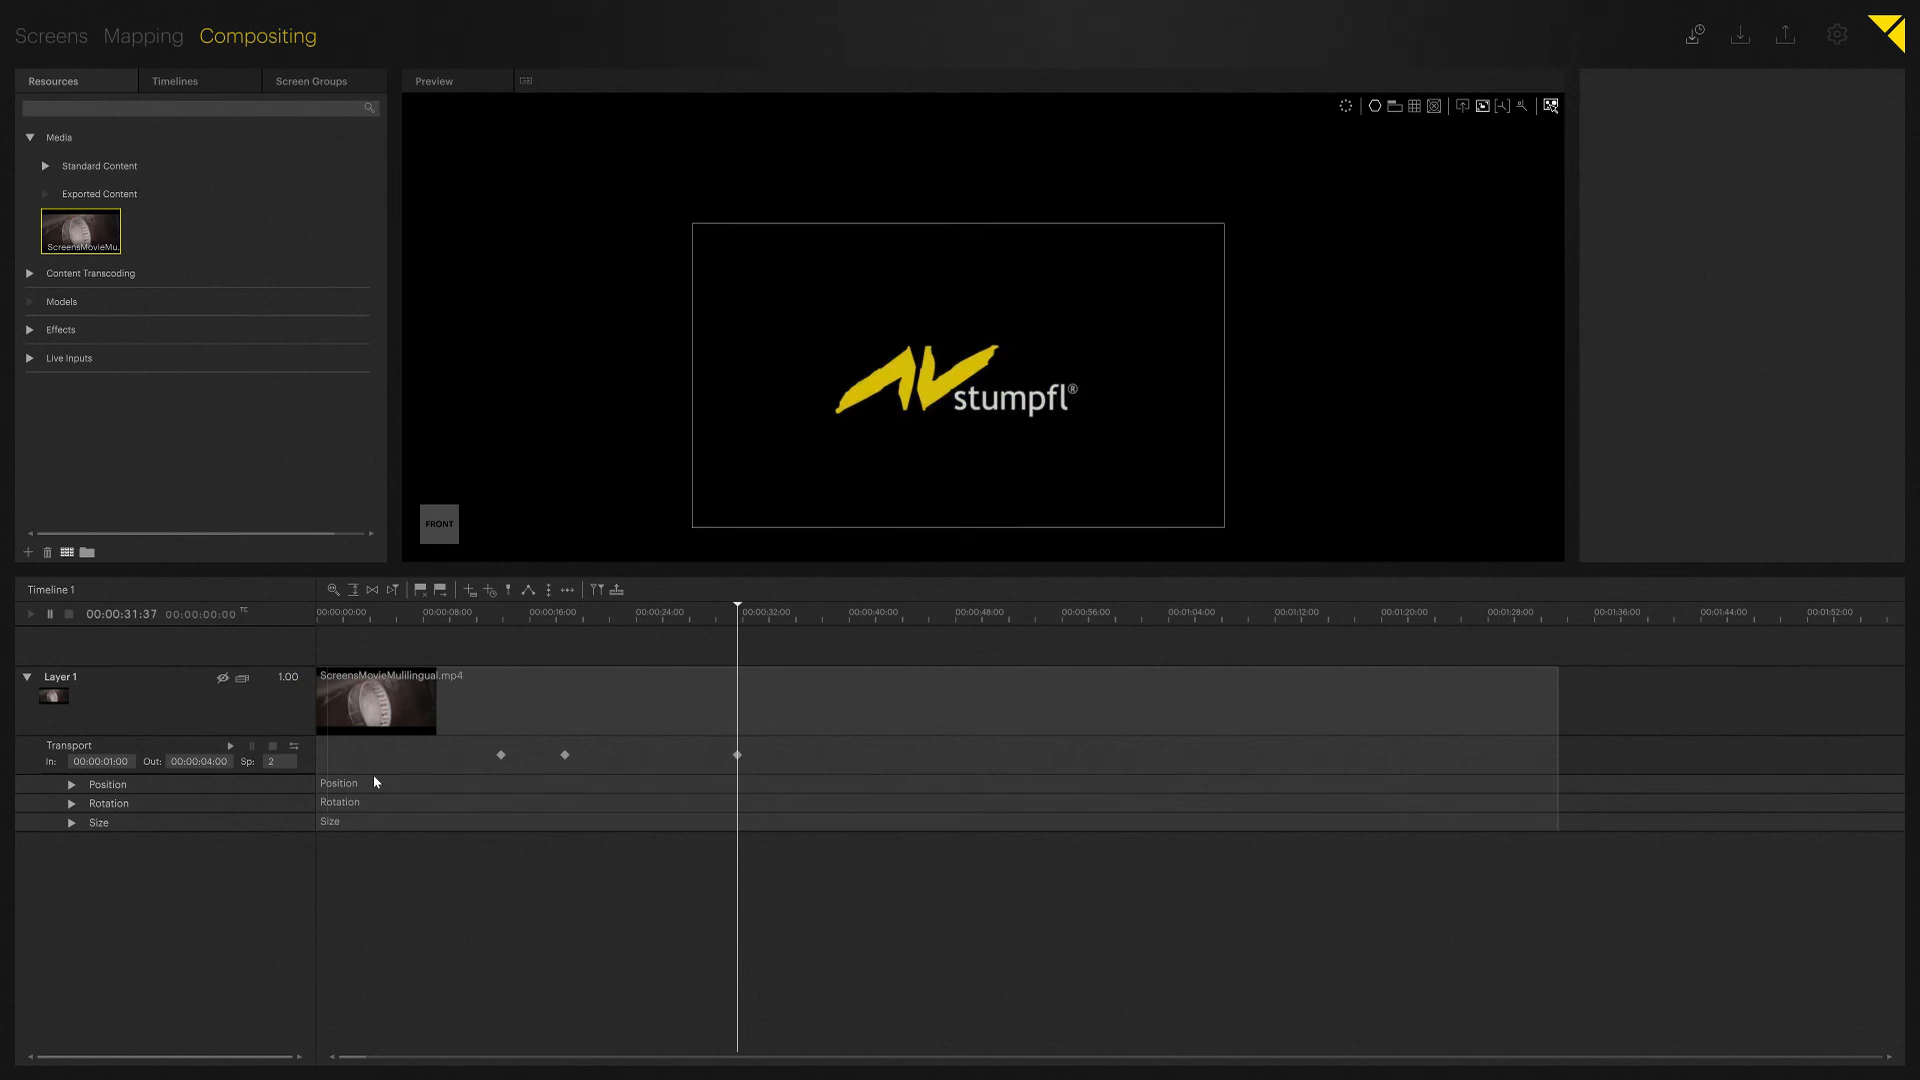 Screens Mapping Compositing
Resources Timelines Screen Groups
Preview
Media
Standard Content
Exported Content
ScreensMovieMu..
Content Transcoding
Models
Effects
Live Inputs
stumpfl®
FRONT
Timeline 1
00:00:31:37 00:00:00:00 TC
00:00:00:00 00:00:08:00 00:00:16:00 00:00:24:00 00:00:32:00 00:00:40:00 00:00:48:00 00:00:56:00 00:01:04:00 00:01:12:00 00:01:20:00 00:01:28:00 00:01:36:00 00:01:44:00 00:01:52:00
Layer 1 1.00
ScreensMovieMulilingual.mp4
Transport
In: 00:00:01:00 Out: 00:00:04:00 Sp: 2
Position Position
Rotation Rotation
Size Size